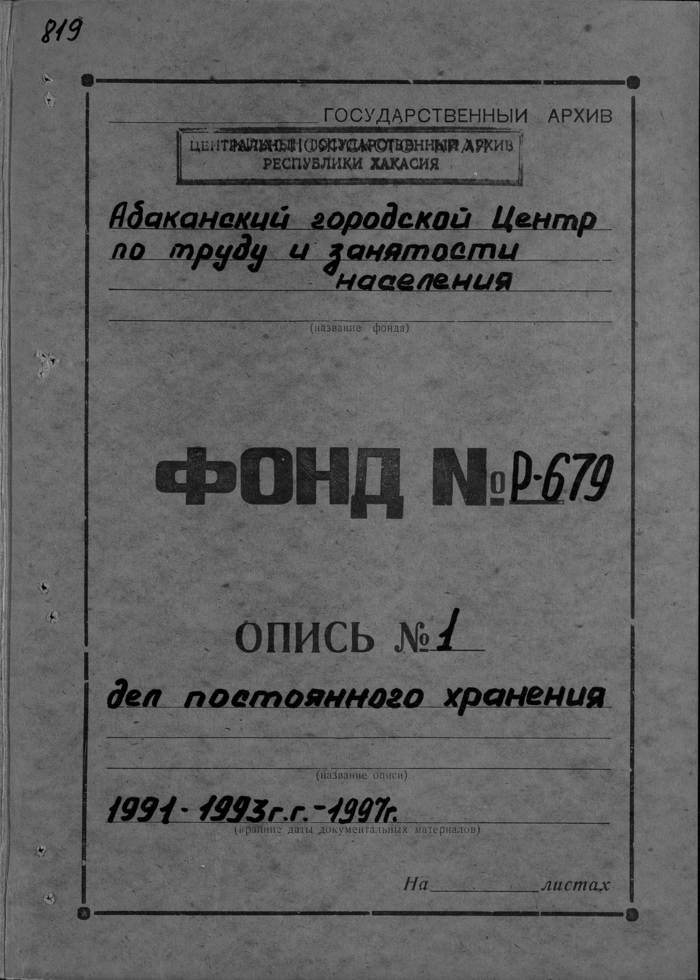 819
ГОСУДАРСТВЕННЫЙ АРХИВ
ЦЕНТРАЛЬНЫЙ ГОСУДАРСТВЕННЫЙ АРХИВ
РЕСПУБЛИКИ ХАКАСИЯ
Абаканский городской Центр
по труду и занятости
населения
(название фонда)
ФОНД №Р-679
ОПИСЬ №1
дел постоянного хранения
(название описи)
1991-1993г.г.-1997г.
(крайние даты документальных материалов)
На листах